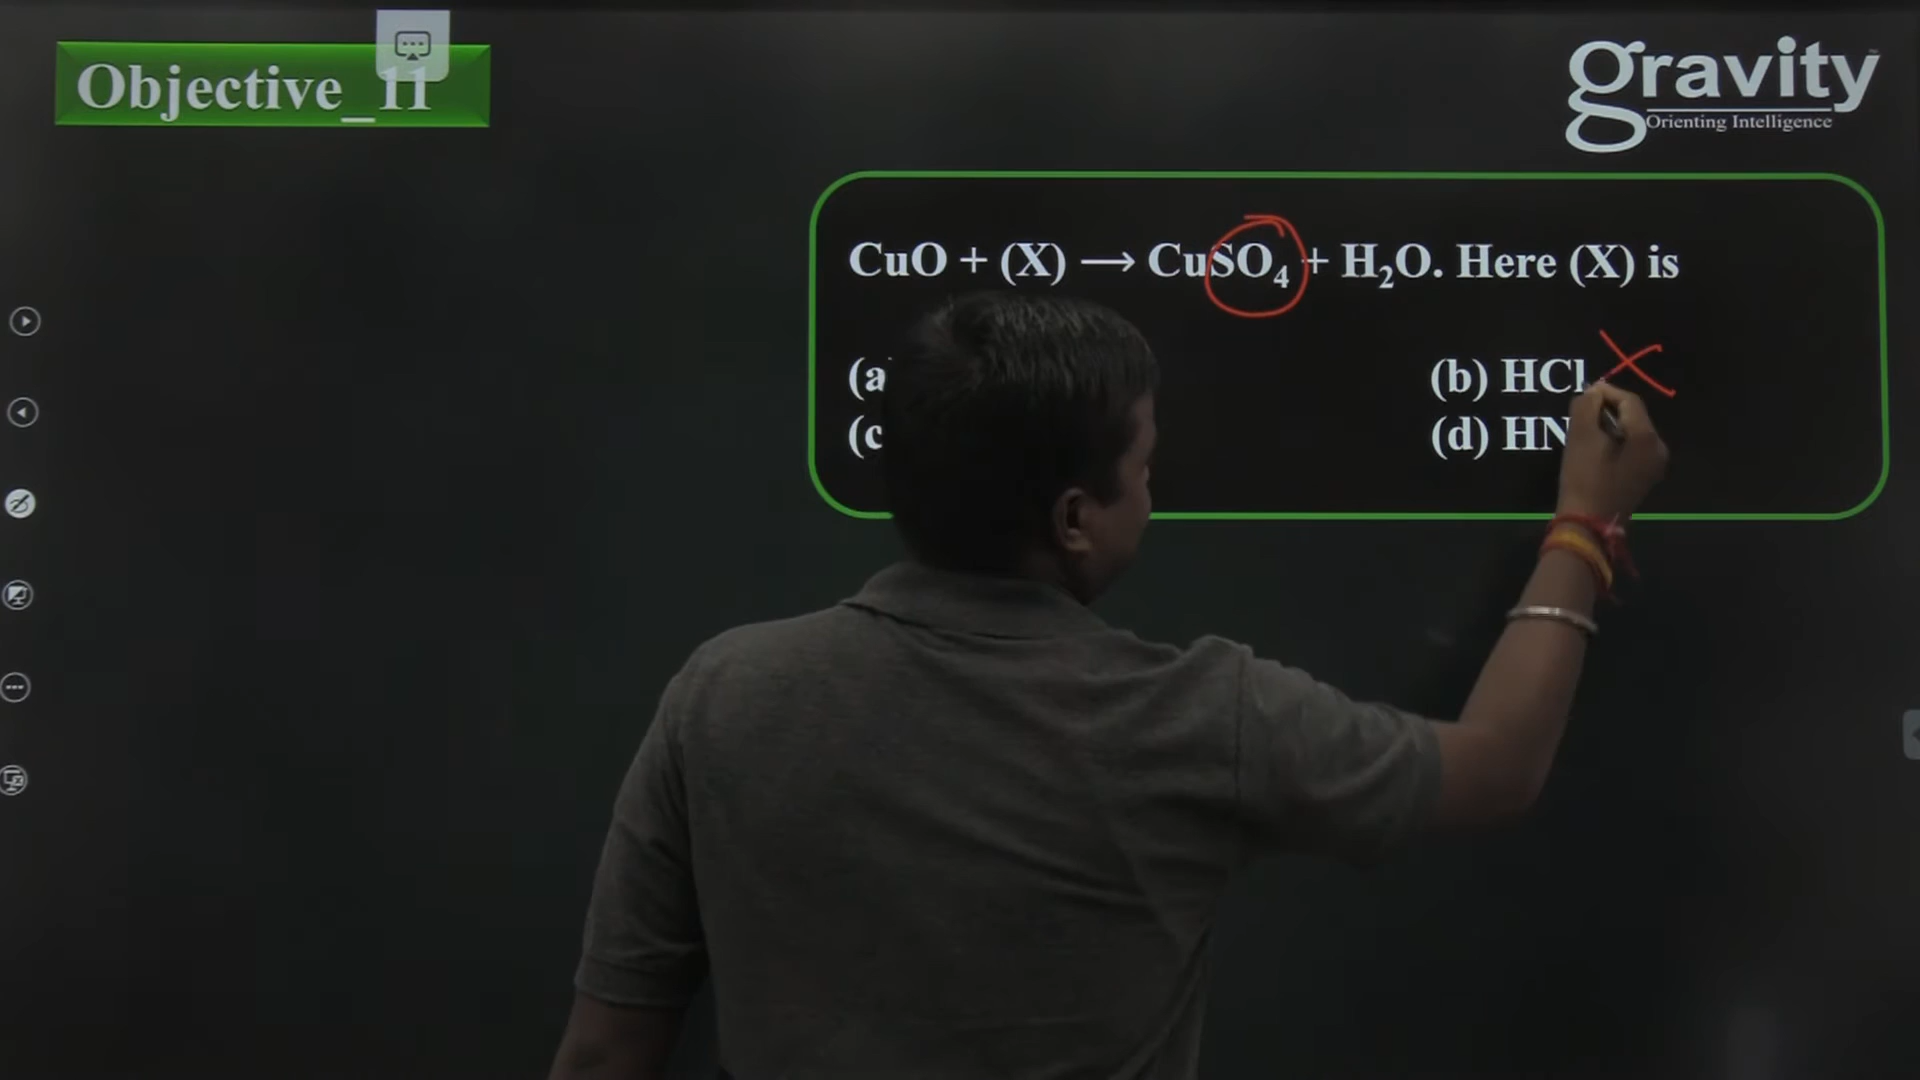 Objective_11
gravity
Orienting Intelligence
CuO + (X) ⟶ CuSO₄ + H₂O. Here (X) is
(a
(b) HCl
(c
(d) HN